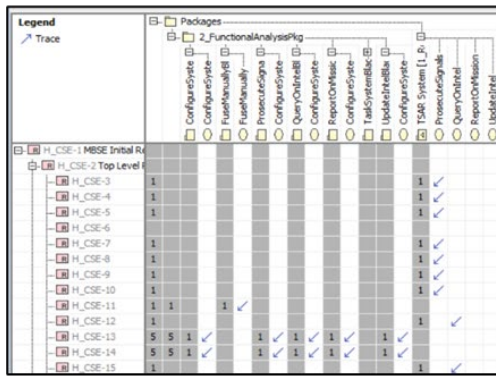 Legend
Trace
Packages
2_FunctionalAnalysisPkg
ConfigureSyste
ConfigureSyste
FuseManuallyBl
FuseManually
ProsecuteSigna
ConfigureSyste
QueryOnIntelBl
ConfigureSyste
ReportOnMissic
ConfigureSyste
TaskSystemBlac
UpdateIntelBlac
ConfigureSyste
TSAR System [1_R
ProsecuteSignals
QueryOnIntel
ReportOnMission
UpdateIntel
H_CSE-1 MBSE Initial Re
H_CSE-2 Top Level
H_CSE-3 1 1
H_CSE-4 1 1
H_CSE-5 1 1
H_CSE-6
H_CSE-7 1 1
H_CSE-8 1 1
H_CSE-9 1 1
H_CSE-10 1 1
H_CSE-11 1 1 1
H_CSE-12 1 1
H_CSE-13 5 5 1 1 1 1 1
H_CSE-14 5 5 1 1 1 1 1
H_CSE-15 1 1